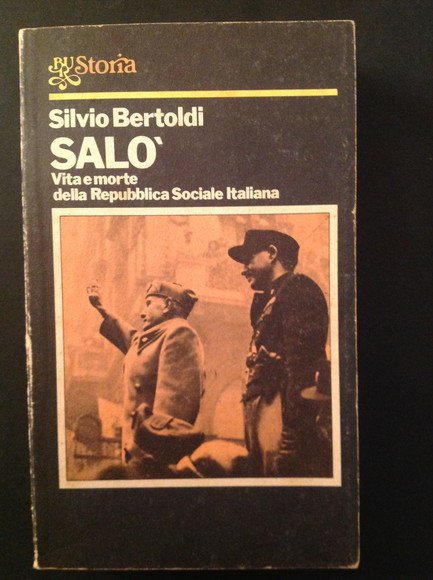 BUR Storia
Silvio Bertoldi
SALO`
Vita e morte
della Repubblica Sociale Italiana